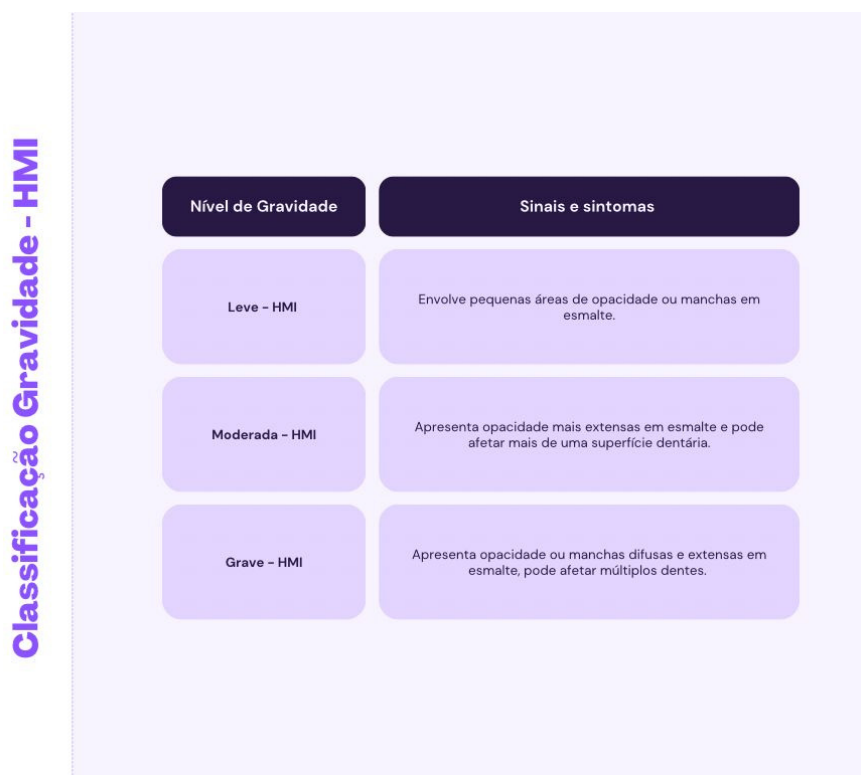 Classificação Gravidade - HMI
Nível de Gravidade
Sinais e sintomas
Leve - HMI
Envolve pequenas áreas de opacidade ou manchas em
esmalte.
Moderada - HMI
Apresenta opacidade mais extensas em esmalte e pode
afetar mais de uma superfície dentária.
Grave - HMI
Apresenta opacidade ou manchas difusas e extensas em
esmalte, pode afetar múltiplos dentes.